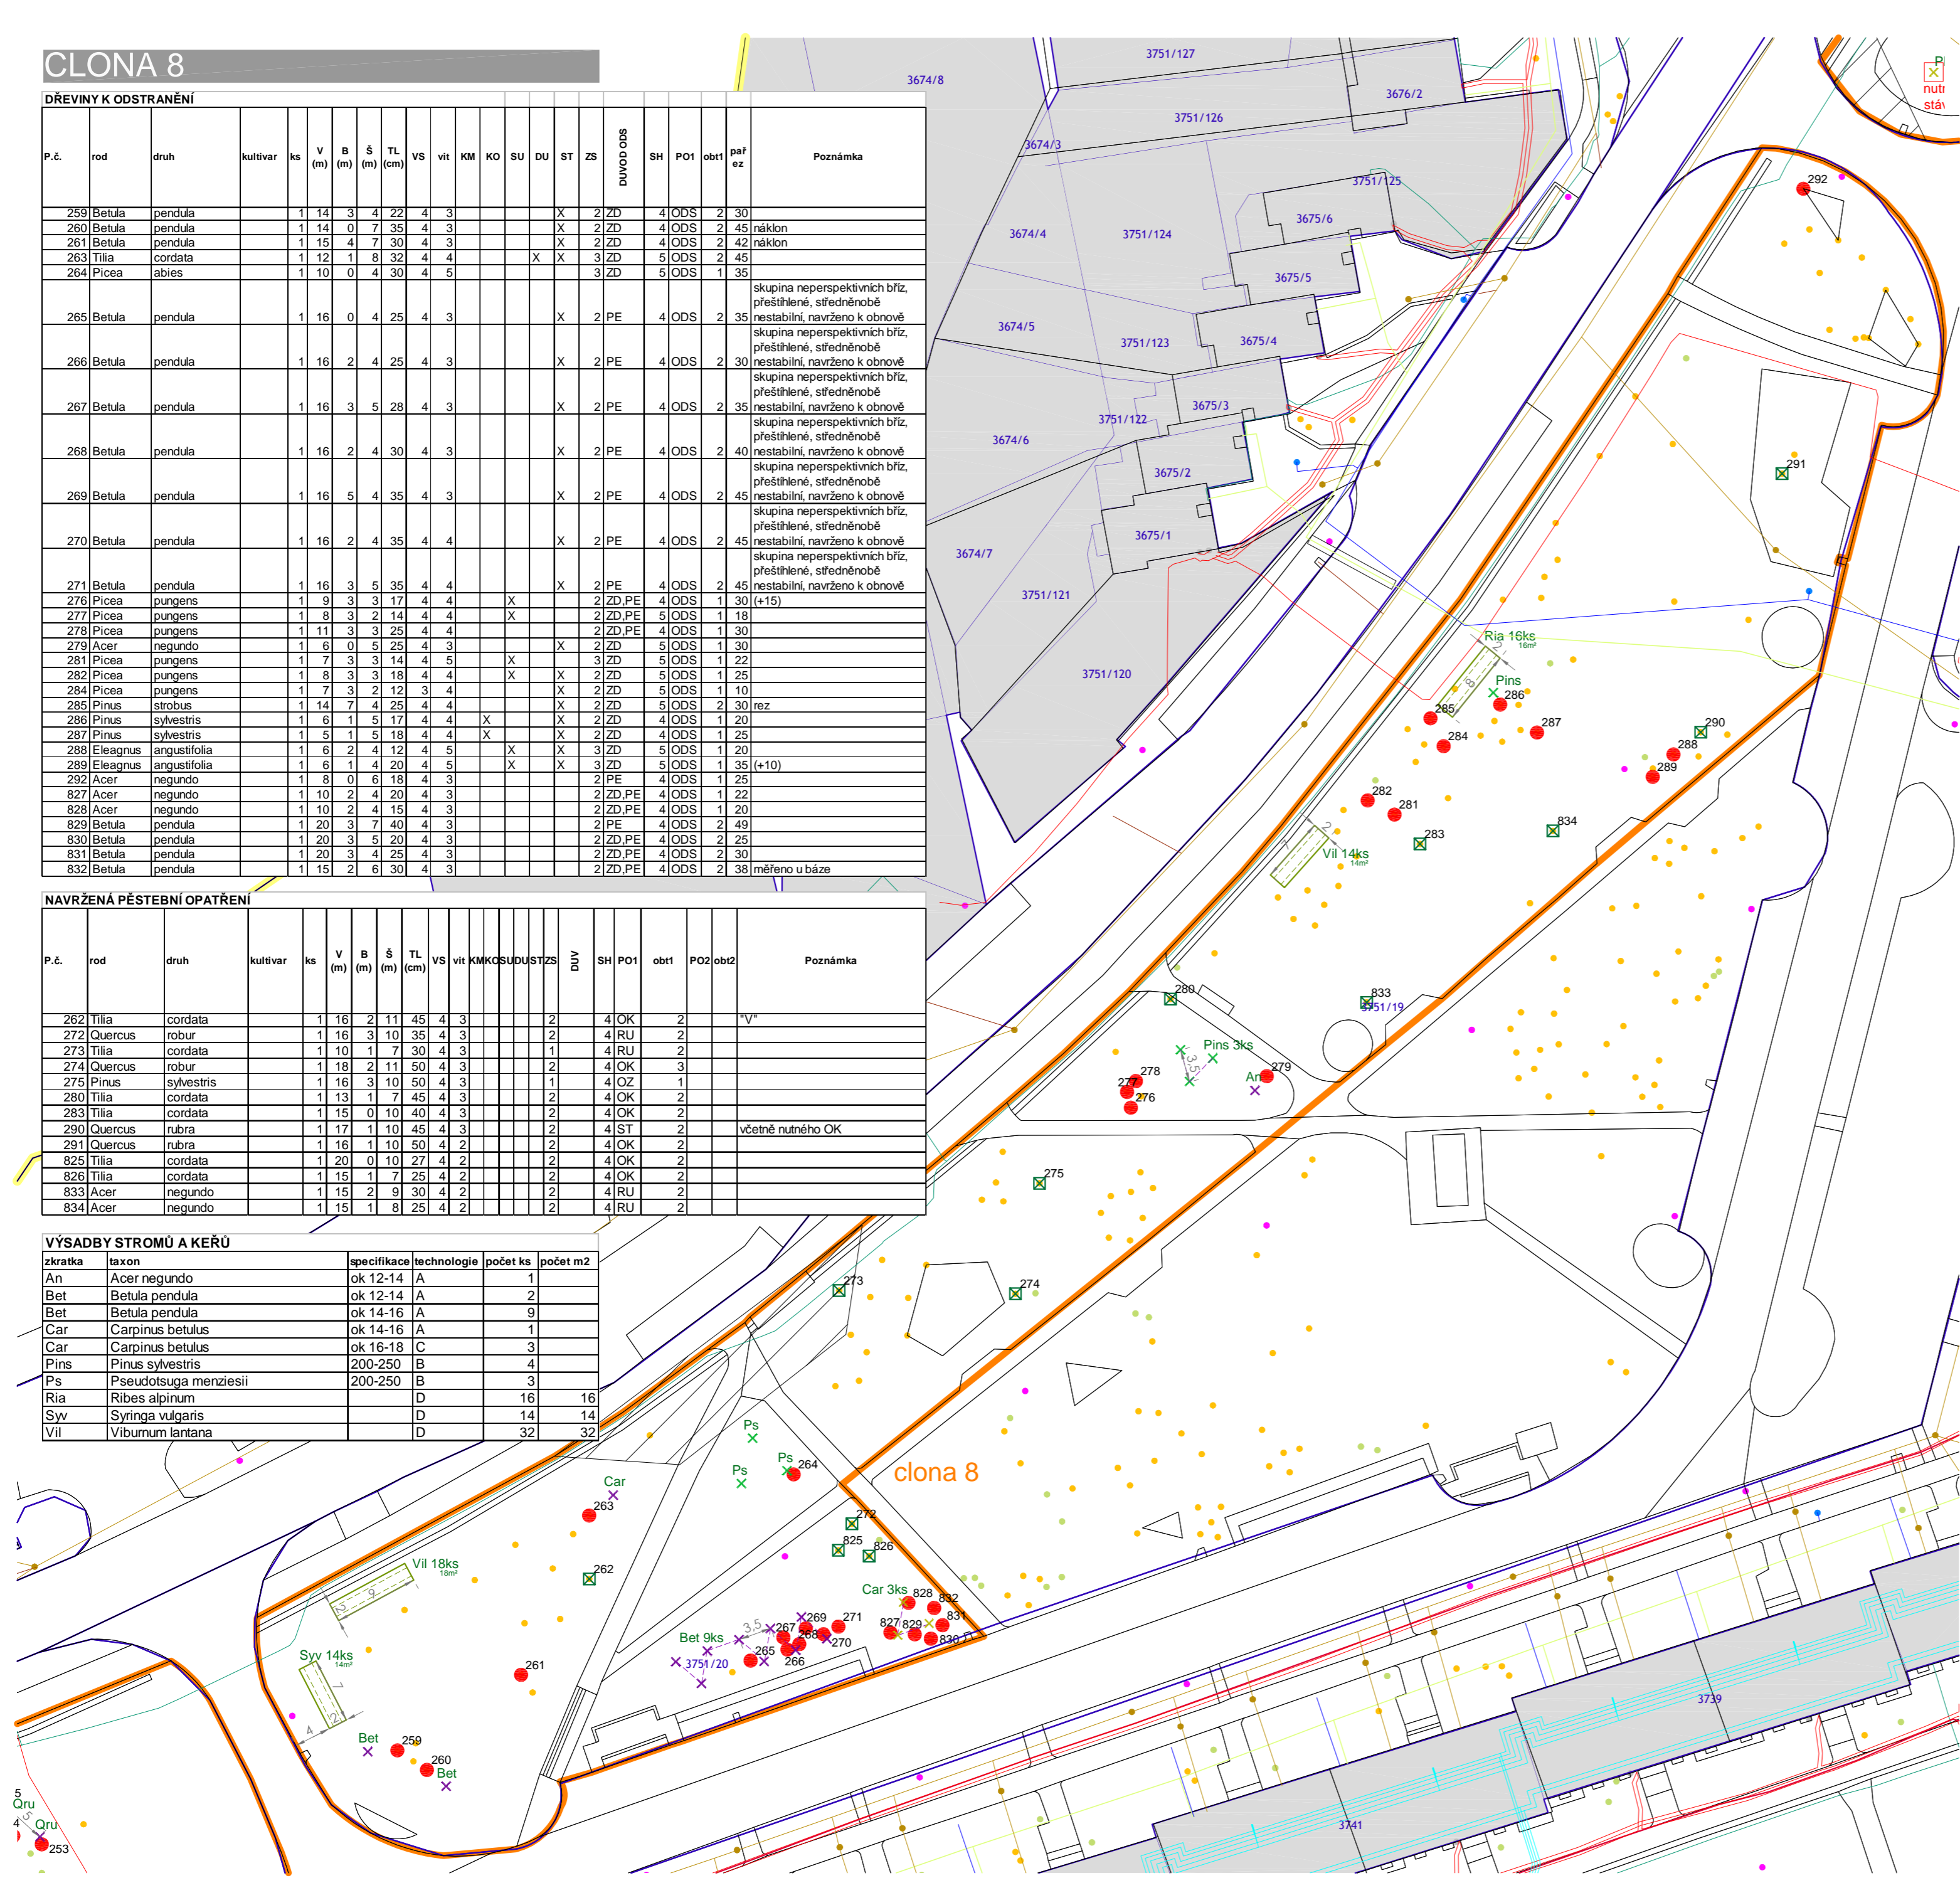 CLONA 8
DŘEVINY K ODSTRANĚNÍ
P.č. rod druh kultivar ks V (m) B (m) Š (m) TL (cm) VS vit KM KO SU DU ST ZS DUVOD ODS SH PO1 obt1 pařez Poznámka
259 Betula pendula 1 14 3 4 22 4 3 X 2 ZD 4 ODS 2 30
260 Betula pendula 1 14 0 7 35 4 3 X 2 ZD 4 ODS 2 45 náklon
261 Betula pendula 1 15 4 7 30 4 3 X 2 ZD 4 ODS 2 42 náklon
263 Tilia cordata 1 12 1 8 32 4 4 X X 3 ZD 5 ODS 2 45
264 Picea abies 1 10 0 4 30 4 5 3 ZD 5 ODS 1 35
skupina neperspektivních bříz,
přeštíhlené, středněnobě
265 Betula pendula 1 16 0 4 25 4 3 X 2 PE 4 ODS 2 35 nestabilní, navrženo k obnově
skupina neperspektivních bříz,
přeštíhlené, středněnobě
266 Betula pendula 1 16 2 4 25 4 3 X 2 PE 4 ODS 2 30 nestabilní, navrženo k obnově
skupina neperspektivních bříz,
přeštíhlené, středněnobě
267 Betula pendula 1 16 3 5 28 4 3 X 2 PE 4 ODS 2 35 nestabilní, navrženo k obnově
skupina neperspektivních bříz,
přeštíhlené, středněnobě
268 Betula pendula 1 16 2 4 30 4 3 X 2 PE 4 ODS 2 40 nestabilní, navrženo k obnově
skupina neperspektivních bříz,
přeštíhlené, středněnobě
269 Betula pendula 1 16 5 4 35 4 3 X 2 PE 4 ODS 2 45 nestabilní, navrženo k obnově
skupina neperspektivních bříz,
přeštíhlené, středněnobě
270 Betula pendula 1 16 2 4 35 4 4 X 2 PE 4 ODS 2 45 nestabilní, navrženo k obnově
skupina neperspektivních bříz,
přeštíhlené, středněnobě
271 Betula pendula 1 16 3 5 35 4 4 X 2 PE 4 ODS 2 45 nestabilní, navrženo k obnově
276 Picea pungens 1 9 3 3 17 4 4 X 2 ZD,PE 4 ODS 1 30 (+15)
277 Picea pungens 1 8 3 2 14 4 4 X 2 ZD,PE 5 ODS 1 18
278 Picea pungens 1 11 3 3 25 4 4 2 ZD,PE 4 ODS 1 30
279 Acer negundo 1 6 0 5 25 4 3 X 2 ZD 5 ODS 1 30
281 Picea pungens 1 7 3 3 14 4 5 X 3 ZD 5 ODS 1 22
282 Picea pungens 1 8 3 3 18 4 4 X X 2 ZD 5 ODS 1 25
284 Picea pungens 1 7 3 2 12 3 4 X 2 ZD 5 ODS 1 10
285 Pinus strobus 1 14 7 4 25 4 4 X 2 ZD 5 ODS 2 30 rez
286 Pinus sylvestris 1 6 1 5 17 4 4 KO X 2 ZD 4 ODS 1 20
287 Pinus sylvestris 1 5 1 5 18 4 4 KO X 2 ZD 4 ODS 1 25
288 Eleagnus angustifolia 1 6 2 4 12 4 5 X X 3 ZD 5 ODS 1 20
289 Eleagnus angustifolia 1 6 1 4 20 4 5 X X 3 ZD 5 ODS 1 35 (+10)
292 Acer negundo 1 8 0 6 18 4 3 2 PE 4 ODS 1 25
827 Acer negundo 1 10 2 4 20 4 3 2 ZD,PE 4 ODS 1 22
828 Acer negundo 1 10 2 4 15 4 3 2 ZD,PE 4 ODS 1 20
829 Betula pendula 1 20 3 7 40 4 3 2 PE 4 ODS 2 49
830 Betula pendula 1 20 3 5 20 4 3 2 ZD,PE 4 ODS 2 25
831 Betula pendula 1 20 3 4 25 4 3 2 ZD,PE 4 ODS 2 30
832 Betula pendula 1 15 2 6 30 4 3 2 ZD,PE 4 ODS 2 38 měřeno u báze
NAVRŽENÁ PĚSTEBNÍ OPATŘENÍ
P.č. rod druh kultivar ks V (m) B (m) Š (m) TL (cm) VS vit KM KO SU DU ST ZS DUV SH PO1 obt1 PO2 obt2 Poznámka
262 Tilia cordata 1 16 2 11 45 4 3 2 4 OK 2 "V"
272 Quercus robur 1 16 3 10 35 4 3 2 4 RU 2
273 Tilia cordata 1 10 1 7 30 4 3 1 4 RU 2
274 Quercus robur 1 18 2 11 50 4 3 2 4 OK 3
275 Pinus sylvestris 1 16 3 10 50 4 3 1 4 OZ 1
280 Tilia cordata 1 13 1 7 45 4 3 2 4 OK 2
283 Tilia cordata 1 15 0 10 40 4 3 2 4 OK 2
290 Quercus rubra 1 17 1 10 45 4 3 2 4 ST 2 včetně nutného OK
291 Quercus rubra 1 16 1 10 50 4 2 2 4 OK 2
825 Tilia cordata 1 20 0 10 27 4 2 2 4 OK 2
826 Tilia cordata 1 15 1 7 25 4 2 2 4 OK 2
833 Acer negundo 1 15 2 9 30 4 2 2 4 RU 2
834 Acer negundo 1 15 1 8 25 4 2 2 4 RU 2
VÝSADBY STROMŮ A KEŘŮ
zkratka taxon specifikace technologie počet ks počet m2
An Acer negundo ok 12-14 A 1
Bet Betula pendula ok 12-14 A 2
Bet Betula pendula ok 14-16 A 9
Car Carpinus betulus ok 14-16 A 1
Car Carpinus betulus ok 16-18 C 3
Pins Pinus sylvestris 200-250 B 4
Ps Pseudotsuga menziesii 200-250 B 3
Ria Ribes alpinum D 16 16
Syv Syringa vulgaris D 14 14
Vil Viburnum lantana D 32 32
3674/8
3751/127
3676/2
3751/126
3674/3
3751/125
3675/6
3674/4
3751/124
3675/5
3674/5
3751/123
3675/4
3751/122
3675/3
3674/6
3675/2
3675/1
3674/7
3751/121
3751/120
nutn
stáv
292
291
Ria 16ks
16m²
2
8
Pins
286
285
284
287
290
288
289
282
281
283
834
2
7
Vil 14ks
14m²
280
833
3751/19
Pins 3ks
3,5
An
279
278
277
276
275
273
274
Ps
Ps
Ps
264
clona 8
Car
263
262
272
825
826
Vil 18ks
18m²
9
2
Car 3ks
828
832
827
829
831
830
269
271
267
268
270
265
266
3,5
Bet 9ks
3751/20
Syv 14ks
14m²
7
2
4
261
Bet
259
260
Bet
5
Qru
5
4
Qru
253
3739
3741